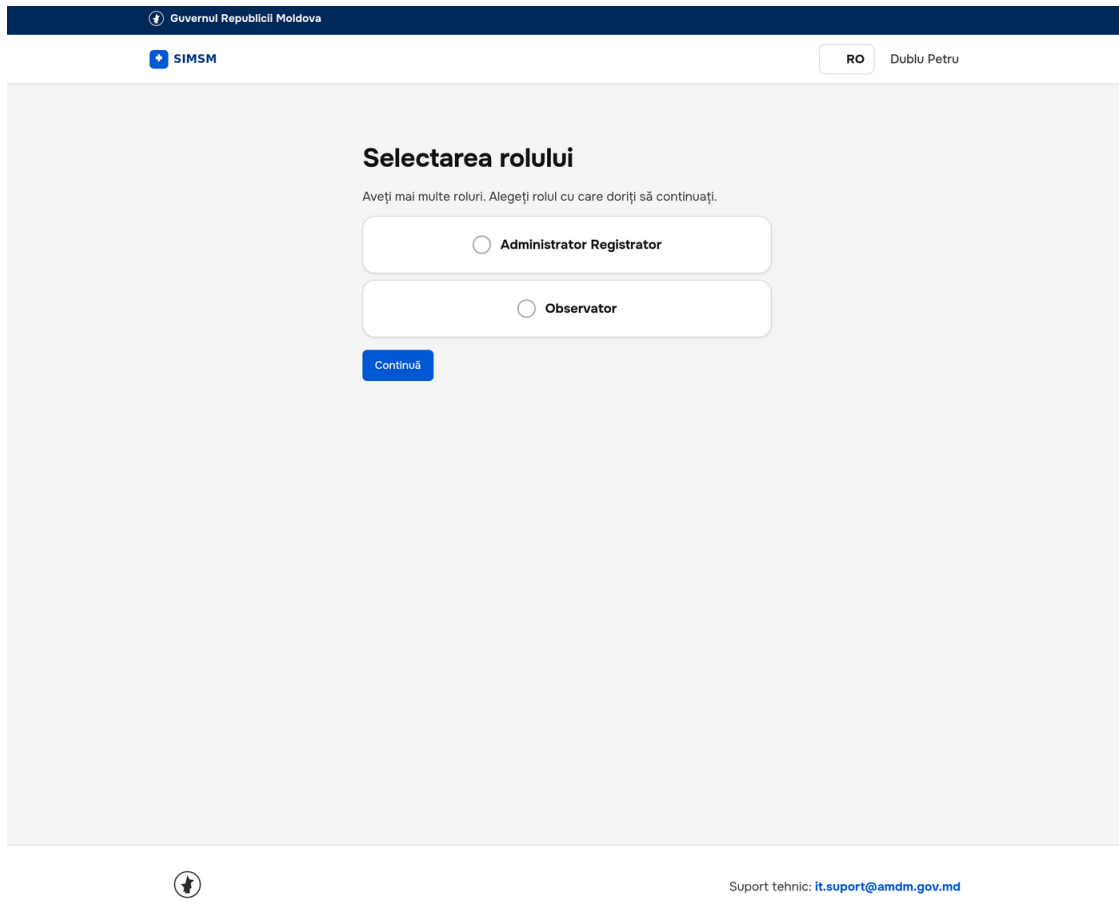 Guvernul Republicii Moldova
SIMSM
RO
Dublu Petru
Selectarea rolului
Aveți mai multe roluri. Alegeți rolul cu care doriți să continuați.
Administrator Registrator
Observator
Continuă
Suport tehnic: it.suport@amdm.gov.md